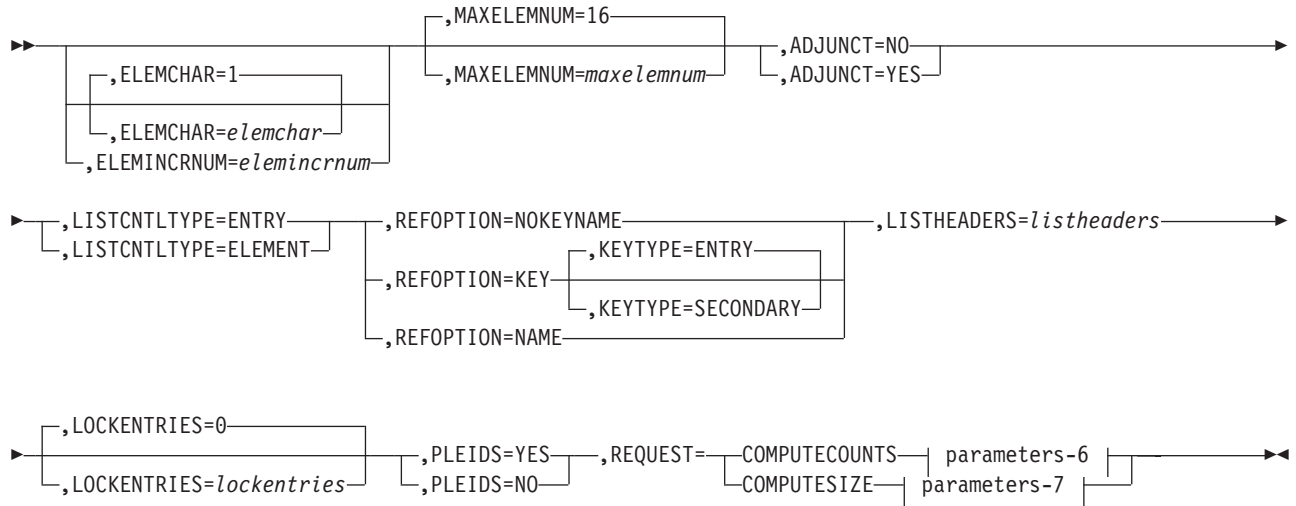 ,MAXELEMNUM=16
,ADJUNCT=NO
,ELEMCHAR=1
,MAXELEMNUM=maxelemnum
,ADJUNCT=YES
,ELEMCHAR=elemchar
,ELEMINCRNUM=elemincrnum
,LISTCNTLTYPE=ENTRY ,REFOPTION=NOKEYNAME ,LISTHEADERS=listheaders
,LISTCNTLTYPE=ELEMENT ,KEYTYPE=ENTRY
,REFOPTION=KEY
,KEYTYPE=SECONDARY
,REFOPTION=NAME
,LOCKENTRIES=0
,PLEIDS=YES ,REQUEST= COMPUTECOUNTS parameters-6
,LOCKENTRIES=lockentries ,PLEIDS=NO COMPUTESIZE parameters-7